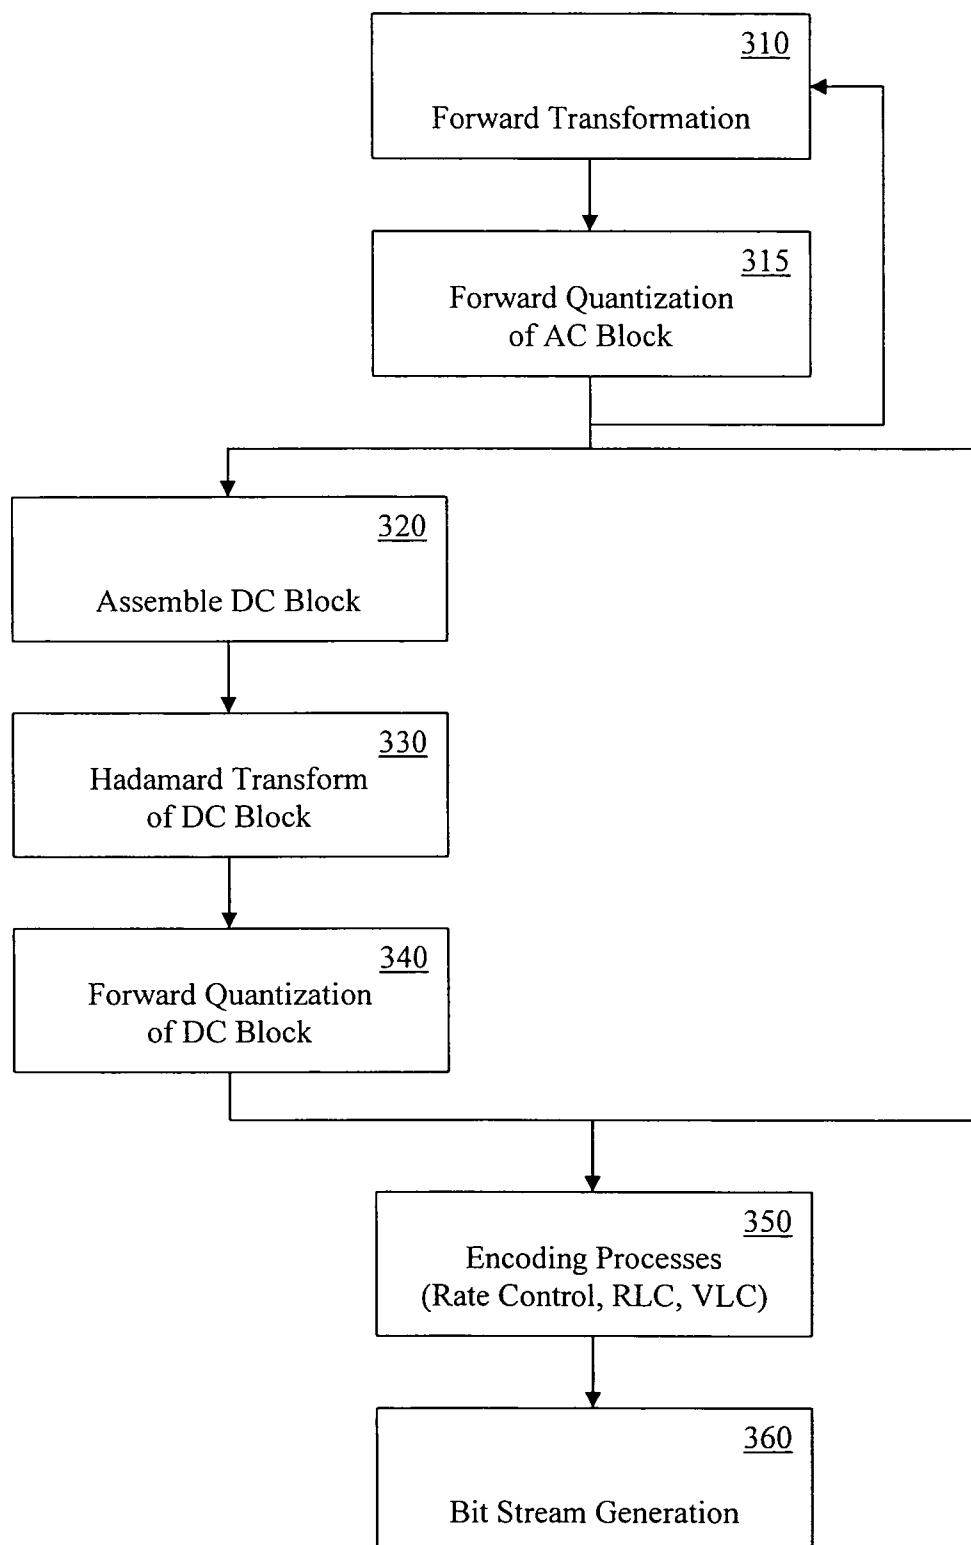 310
Forward Transformation
315
Forward Quantization
of AC Block
320
Assemble DC Block
330
Hadamard Transform
of DC Block
340
Forward Quantization
of DC Block
350
Encoding Processes
(Rate Control, RLC, VLC)
360
Bit Stream Generation